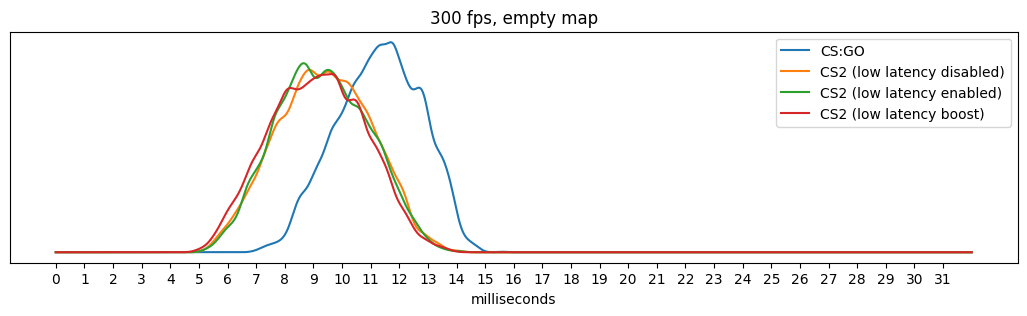 300 fps, empty map
CS:GO
CS2 (low latency disabled)
CS2 (low latency enabled)
CS2 (low latency boost)
0 1 2 3 4 5 6 7 8 9 10 11 12 13 14 15 16 17 18 19 20 21 22 23 24 25 26 27 28 29 30 31
milliseconds